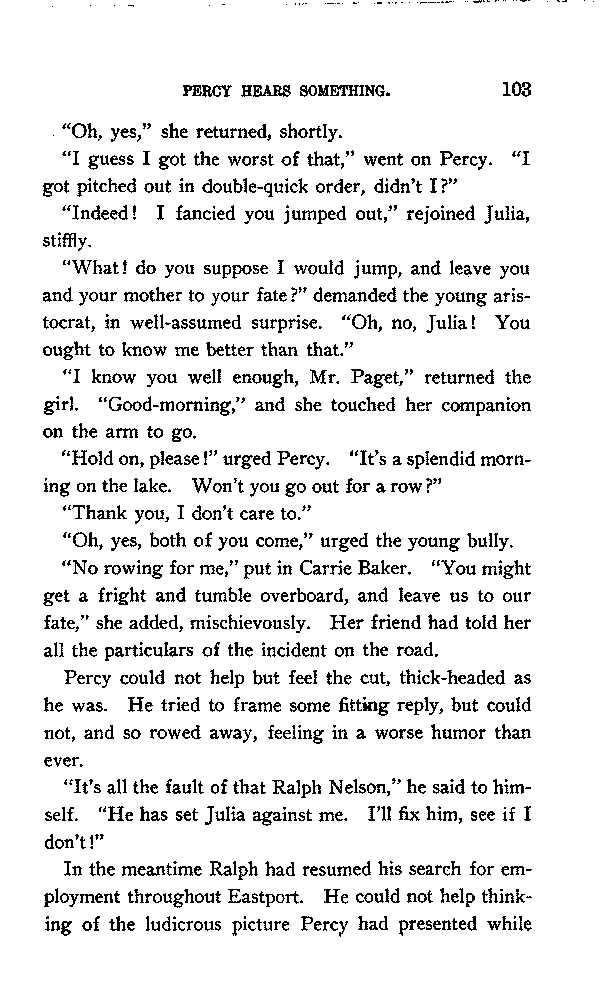 PERCY HEARS SOMETHING. 103
“Oh, yes,” she returned, shortly.
“I guess I got the worst of that,” went on Percy. “I
got pitched out in double-quick order, didn’t I?”
“Indeed! I fancied you jumped out,” rejoined Julia,
stiffly.
“What! do you suppose I would jump, and leave you
and your mother to your fate?” demanded the young aris-
tocrat, in well-assumed surprise. “Oh, no, Julia! You
ought to know me better than that.”
“I know you well enough, Mr. Paget,” returned the
girl. “Good-morning,” and she touched her companion
on the arm to go.
“Hold on, please!” urged Percy. “It’s a splendid morn-
ing on the lake. Won’t you go out for a row?”
“Thank you, I don’t care to.”
“Oh, yes, both of you come,” urged the young bully.
“No rowing for me,” put in Carrie Baker. “You might
get a fright and tumble overboard, and leave us to our
fate,” she added, mischievously. Her friend had told her
all the particulars of the incident on the road.
Percy could not help but feel the cut, thick-headed as
he was. He tried to frame some fitting reply, but could
not, and so rowed away, feeling in a worse humor than
ever.
“It’s all the fault of that Ralph Nelson,” he said to him-
self. “He has set Julia against me. I’ll fix him, see if I
don’t!”
In the meantime Ralph had resumed his search for em-
ployment throughout Eastport. He could not help think-
ing of the ludicrous picture Percy had presented while